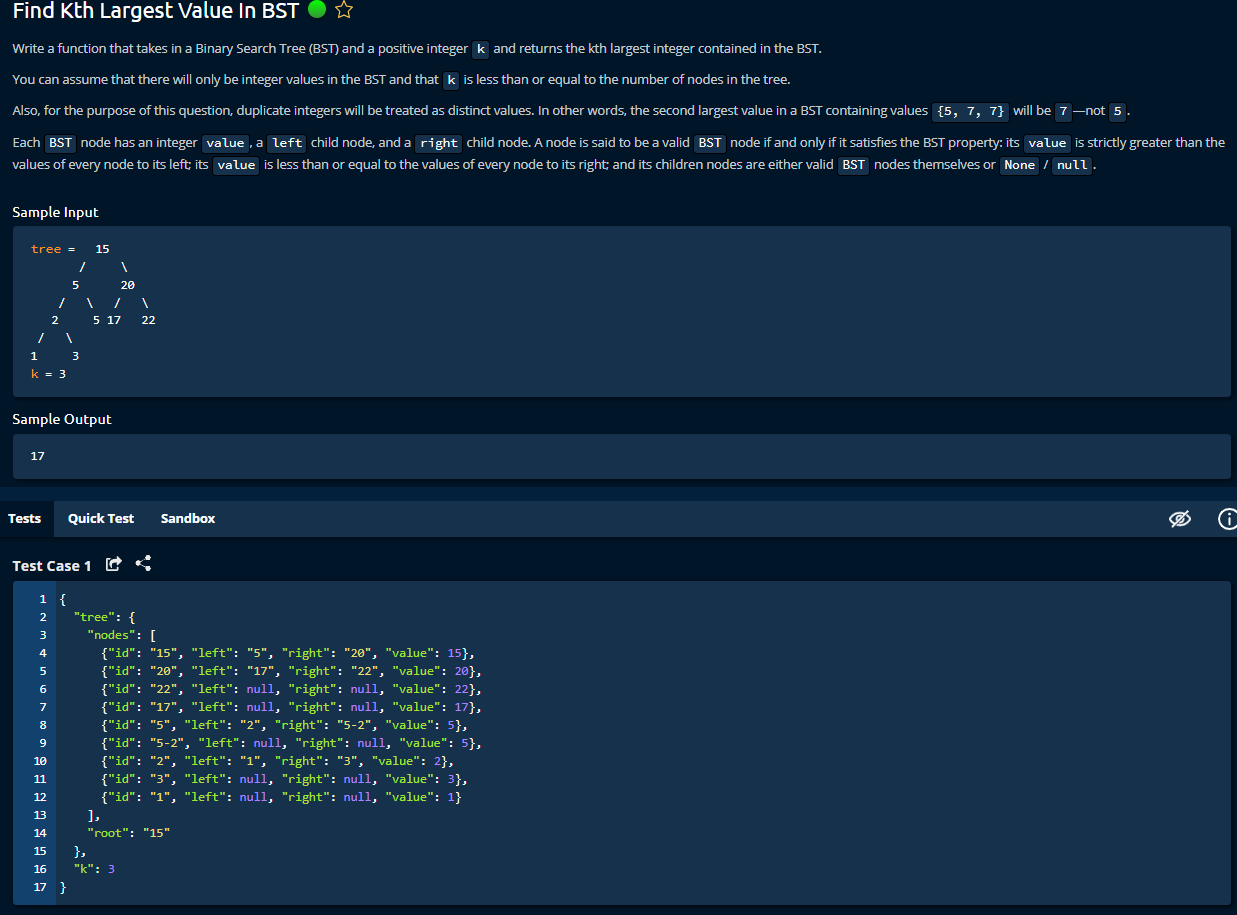 Find Kth Largest Value In BST
Write a function that takes in a Binary Search Tree (BST) and a positive integer k and returns the kth largest integer contained in the BST.
You can assume that there will only be integer values in the BST and that k is less than or equal to the number of nodes in the tree.
Also, for the purpose of this question, duplicate integers will be treated as distinct values. In other words, the second largest value in a BST containing values {5, 7, 7} will be 7—not 5.
Each BST node has an integer value, a left child node, and a right child node. A node is said to be a valid BST node if and only if it satisfies the BST property: its value is strictly greater than the
values of every node to its left; its value is less than or equal to the values of every node to its right; and its children nodes are either valid BST nodes themselves or None / null.
Sample Input
tree =   15
       /     \
      5      20
    /   \   /   \
   2     5 17   22
 /   \
1     3
k = 3
Sample Output
17
Tests Quick Test Sandbox
Test Case 1
1 {
2   "tree": {
3     "nodes": [
4       {"id": "15", "left": "5", "right": "20", "value": 15},
5       {"id": "20", "left": "17", "right": "22", "value": 20},
6       {"id": "22", "left": null, "right": null, "value": 22},
7       {"id": "17", "left": null, "right": null, "value": 17},
8       {"id": "5", "left": "2", "right": "5-2", "value": 5},
9       {"id": "5-2", "left": null, "right": null, "value": 5},
10       {"id": "2", "left": "1", "right": "3", "value": 2},
11       {"id": "3", "left": null, "right": null, "value": 3},
12       {"id": "1", "left": null, "right": null, "value": 1}
13     ],
14     "root": "15"
15   },
16   "k": 3
17 }